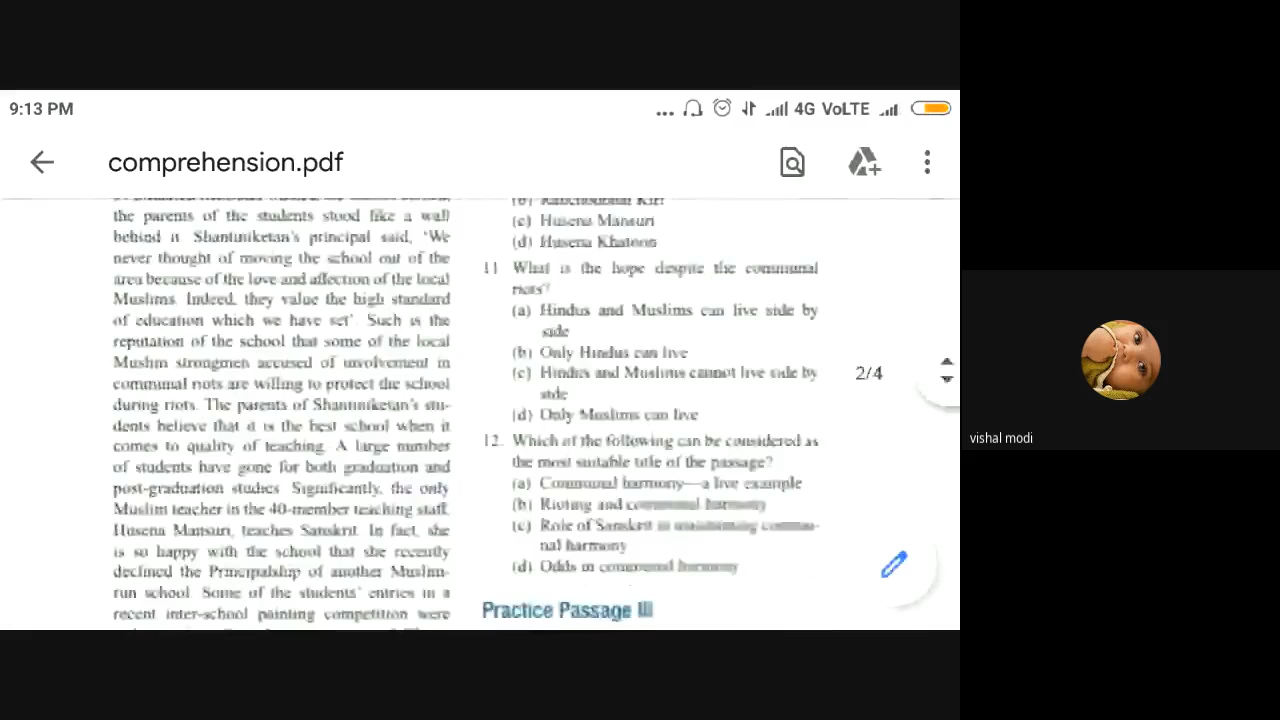 9:13 PM
... 4G VoLTE
comprehension.pdf
the parents of the students stood like a wall
behind it Shantiniketan's principal said, 'We
never thought of moving the school out of the
area because of the love and affection of the local
Muslims. Indeed, they value the high standard
of education which we have set'. Such is the
reputation of the school that some of the local
Muslim strongmen accused of involvement in
communal riots are willing to protect the school
during riots. The parents of Shantiniketan's stu-
dents believe that it is the best school when it
comes to quality of teaching. A large number
of students have gone for both graduation and
post-graduation studies. Significantly, the only
Muslim teacher in the 40-member teaching staff,
Husena Mansuri, teaches Sanskrit. In fact, she
is so happy with the school that she recently
declined the Principalship of another Muslim-
run school. Some of the students' entries in a
recent inter-school painting competition were
(c) Husena Mansuri
(d) Husena Khatoon
11 What is the hope despite the communal
riots?
(a) Hindus and Muslims can live side by
side
(b) Only Hindus can live
(c) Hindus and Muslims cannot live side by
side
(d) Only Muslims can live
12. Which of the following can be considered as
the most suitable title of the passage?
(a) Communal harmony—a live example
(b) Rioting and communal harmony
(c) Role of Sanskrit in maintaining commu-
nal harmony
(d) Odds in communal harmony
Practice Passage III
2/4
vishal modi